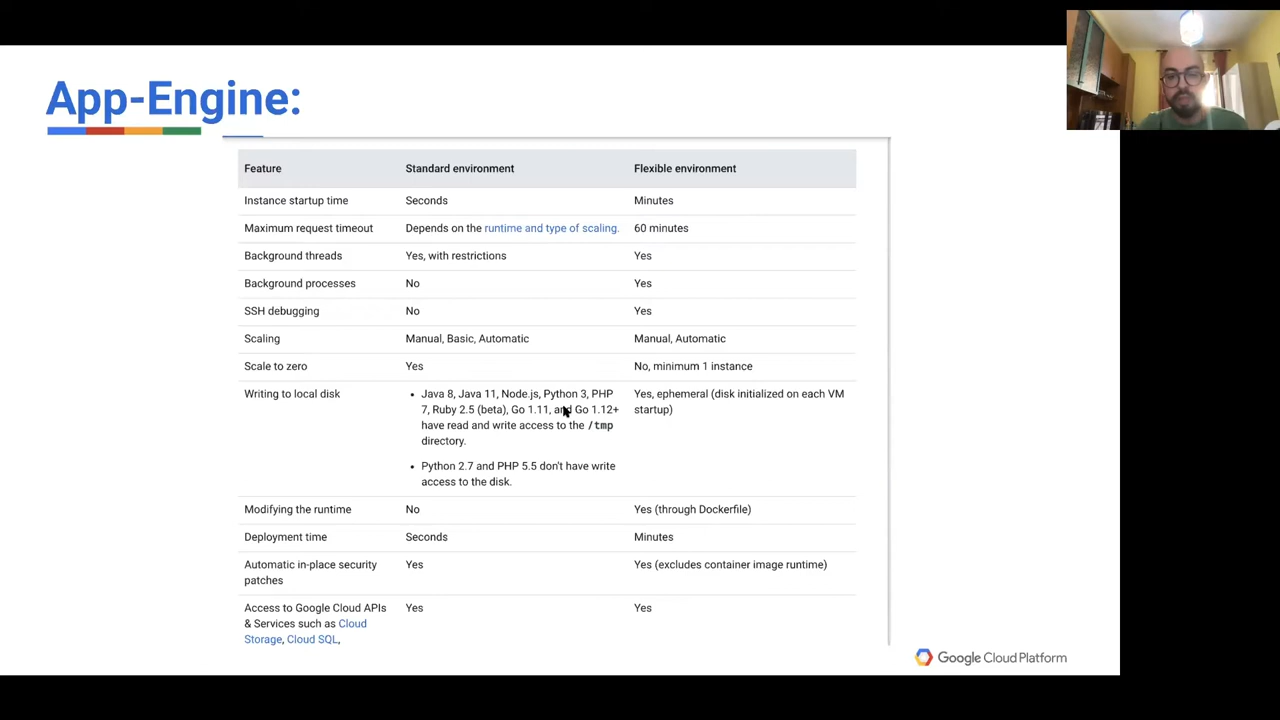 App-Engine:
Feature Standard environment Flexible environment
Instance startup time Seconds Minutes
Maximum request timeout Depends on the runtime and type of scaling. 60 minutes
Background threads Yes, with restrictions Yes
Background processes No Yes
SSH debugging No Yes
Scaling Manual, Basic, Automatic Manual, Automatic
Scale to zero Yes No, minimum 1 instance
Writing to local disk • Java 8, Java 11, Node.js, Python 3, PHP Yes, ephemeral (disk initialized on each VM
7, Ruby 2.5 (beta), Go 1.11, and Go 1.12+ startup)
have read and write access to the /tmp
directory.
• Python 2.7 and PHP 5.5 don't have write
access to the disk.
Modifying the runtime No Yes (through Dockerfile)
Deployment time Seconds Minutes
Automatic in-place security Yes Yes (excludes container image runtime)
patches
Access to Google Cloud APIs Yes Yes
& Services such as Cloud
Storage, Cloud SQL,
Google Cloud Platform